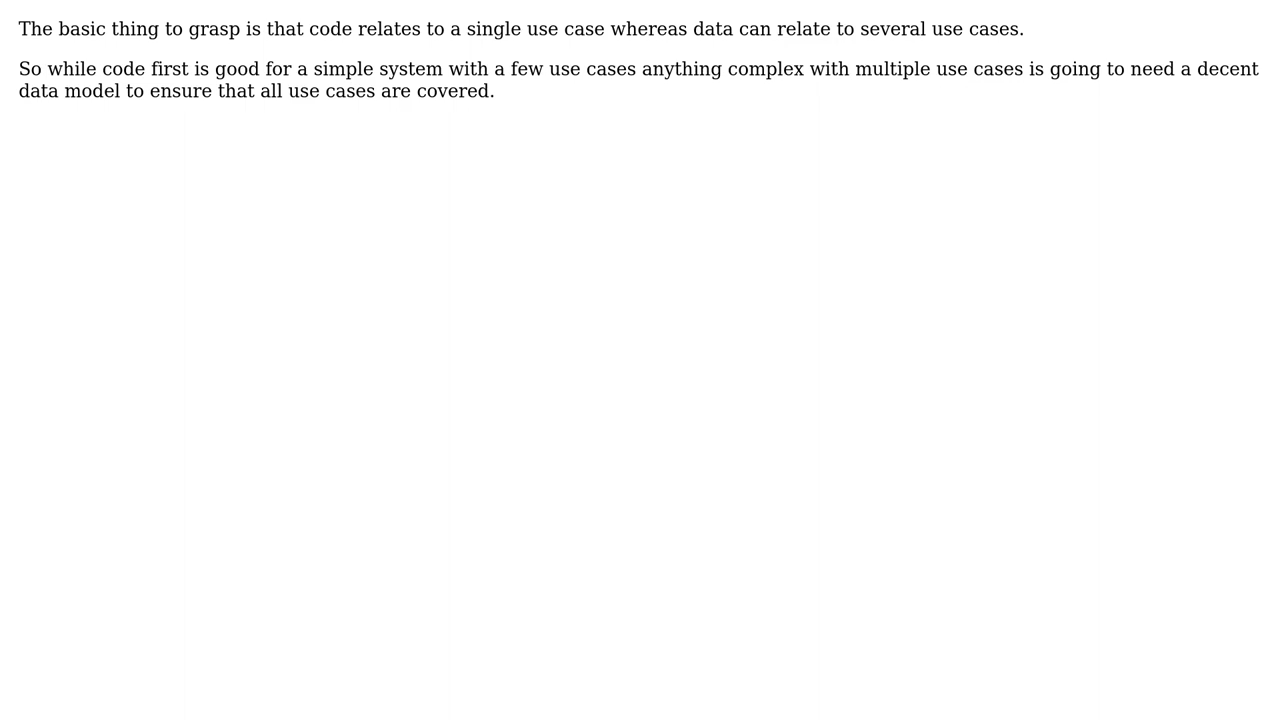 The basic thing to grasp is that code relates to a single use case whereas data can relate to several use cases.
So while code first is good for a simple system with a few use cases anything complex with multiple use cases is going to need a decent
data model to ensure that all use cases are covered.